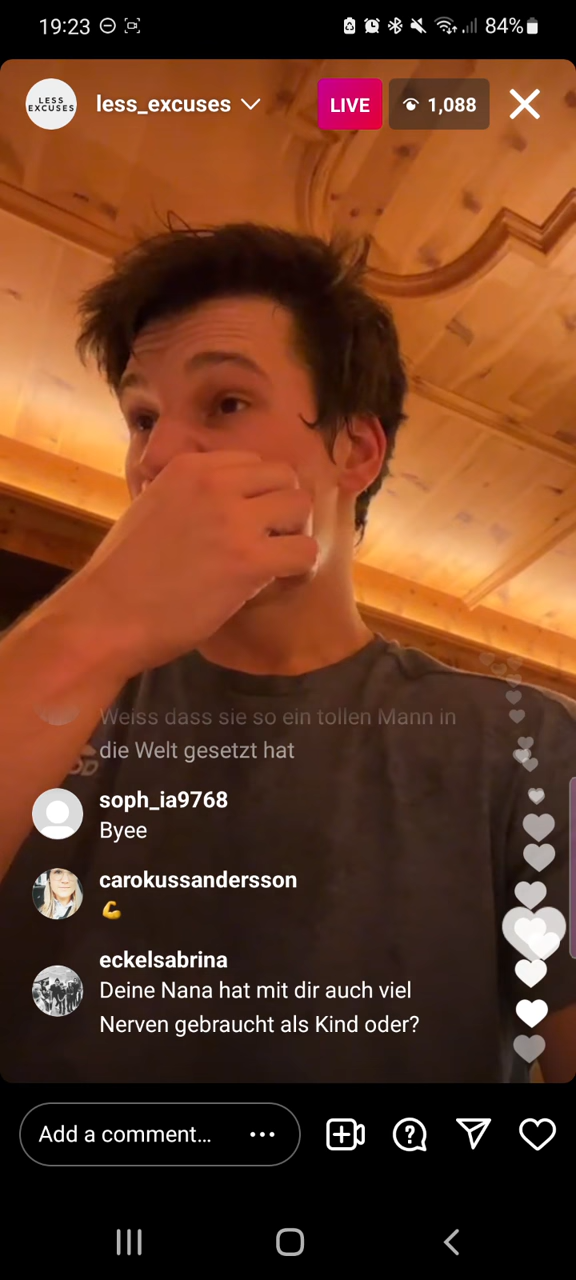 19:23
84%
LESS
EXCUSES
less_excuses
LIVE
1,088
Weiss dass sie so ein tollen Mann in
die Welt gesetzt hat
soph_ia9768
Byee
carokussandersson
💪
eckelsabrina
Deine Nana hat mit dir auch viel
Nerven gebraucht als Kind oder?
Add a comment...